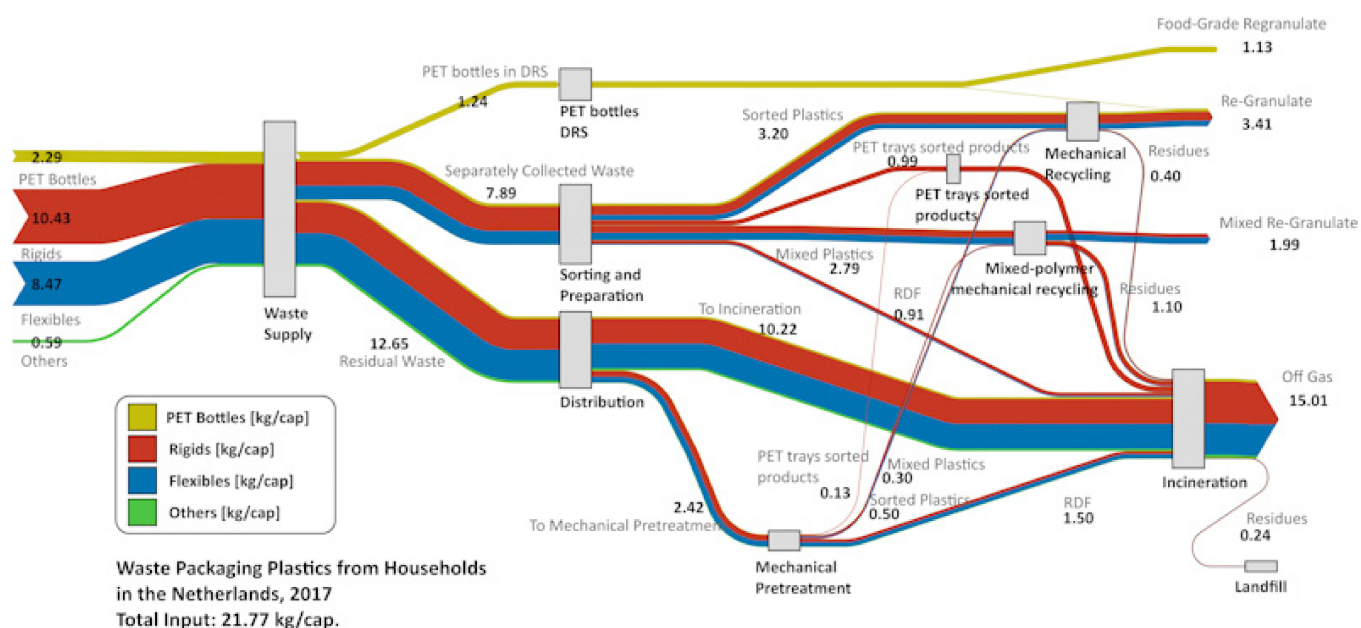 Food-Grade Regranulate
1.13
PET bottles in DRS
1.24
PET bottles
DRS
Sorted Plastics
3.20
Re-Granulate
3.41
PET trays sorted products
0.99
Mechanical
Recycling
Residues
0.40
2.29
PET Bottles
10.43
Rigids
8.47
Flexibles
0.59
Others
Separately Collected Waste
7.89
PET trays sorted
products
Mixed Re-Granulate
1.99
Sorting and
Preparation
Mixed Plastics
2.79
Mixed-polymer
mechanical recycling
Residues
1.10
Waste
Supply
12.65
Residual Waste
To Incineration
10.22
RDF
0.91
Distribution
Off Gas
15.01
PET Bottles [kg/cap]
Rigids [kg/cap]
Flexibles [kg/cap]
Others [kg/cap]
PET trays sorted
products
0.13
Mixed Plastics
0.30
Sorted Plastics
0.50
Incineration
2.42
To Mechanical Pretreatment
RDF
1.50
Residues
0.24
Mechanical
Pretreatment
Landfill
Waste Packaging Plastics from Households
in the Netherlands, 2017
Total Input: 21.77 kg/cap.